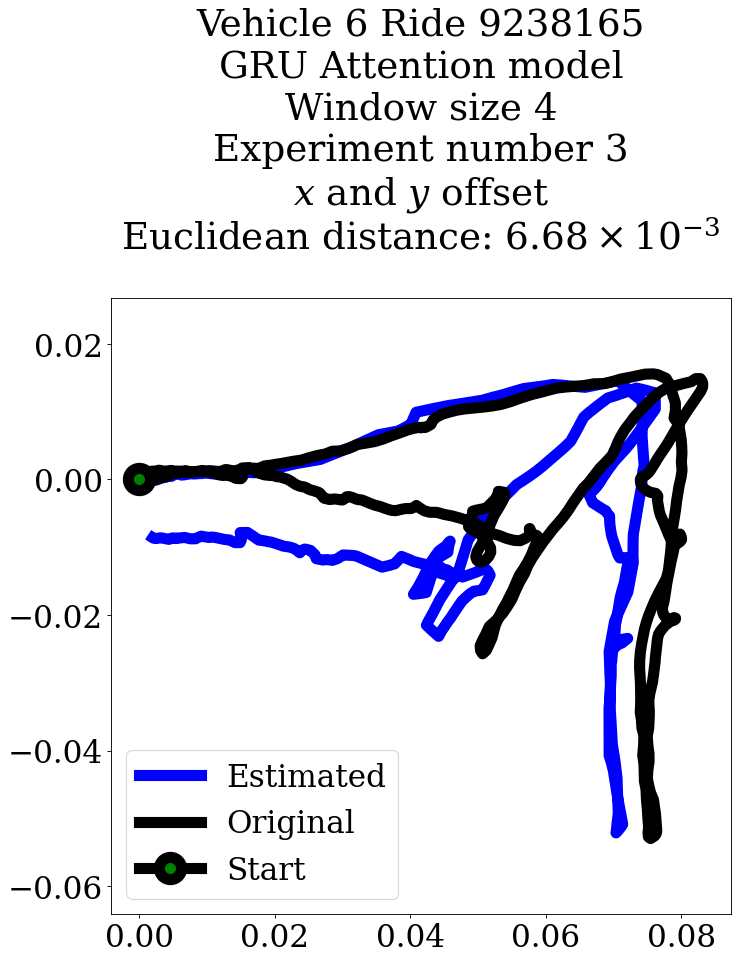 Vehicle 6 Ride 9238165
GRU Attention model
Window size 4
Experiment number 3
x and y offset
Euclidean distance: 6.68 × 10⁻³
0.02
0.00
−0.02
−0.04
−0.06
Estimated
Original
Start
0.00 0.02 0.04 0.06 0.08